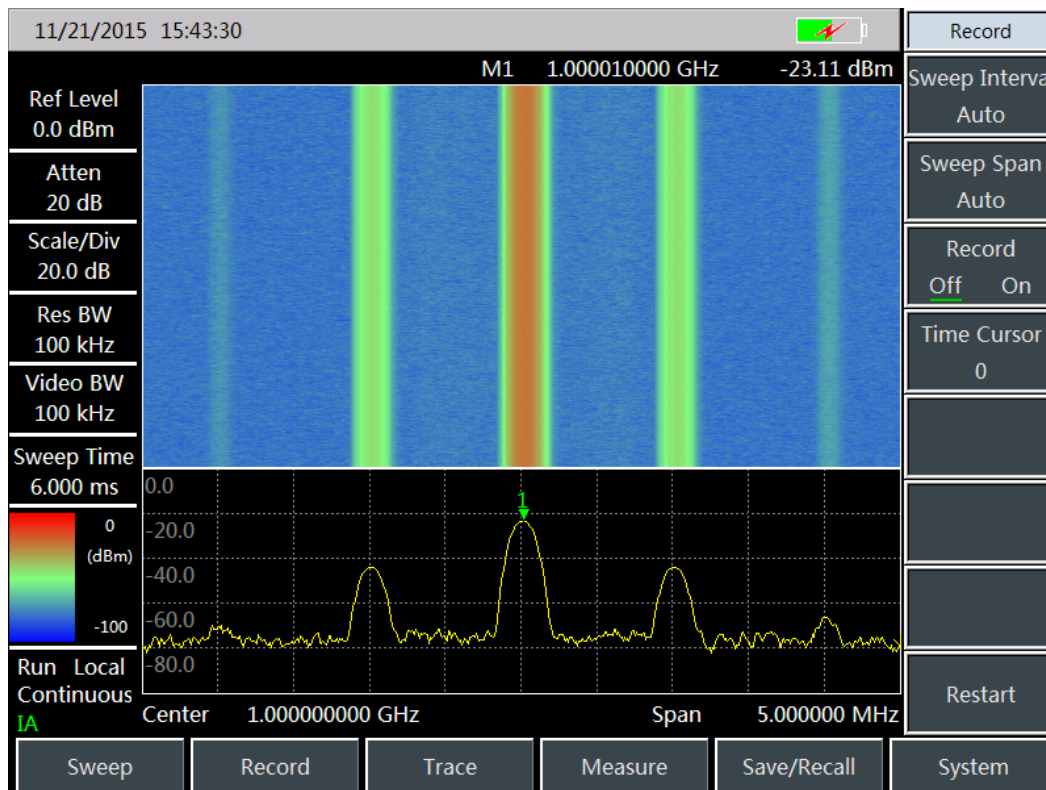 11/21/2015 15:43:30
Record
M1 1.000010000 GHz -23.11 dBm
Ref Level
0.0 dBm
Atten
20 dB
Scale/Div
20.0 dB
Res BW
100 kHz
Video BW
100 kHz
Sweep Time
6.000 ms
0
(dBm)
-100
Run Local
Continuous
IA
0.0
-20.0
-40.0
-60.0
-80.0
1
Center 1.000000000 GHz Span 5.000000 MHz
Sweep Interva
Auto
Sweep Span
Auto
Record
Off On
Time Cursor
0
Restart
Sweep Record Trace Measure Save/Recall System